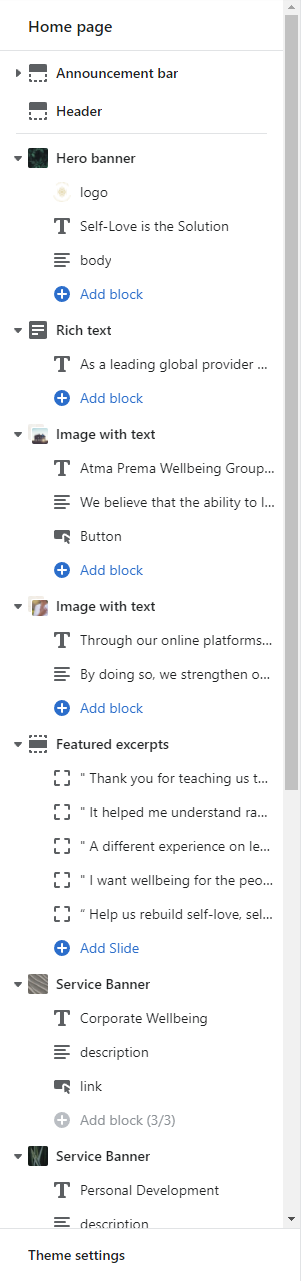 Home page
Announcement bar
Header
Hero banner
logo
Self-Love is the Solution
body
Add block
Rich text
As a leading global provider ...
Add block
Image with text
Atma Prema Wellbeing Group...
We believe that the ability to l...
Button
Add block
Image with text
Through our online platforms...
By doing so, we strengthen o...
Add block
Featured excerpts
" Thank you for teaching us t...
" It helped me understand ra...
" A different experience on le...
" I want wellbeing for the peo...
“ Help us rebuild self-love, sel...
Add Slide
Service Banner
Corporate Wellbeing
description
link
Add block (3/3)
Service Banner
Personal Development
description
Theme settings